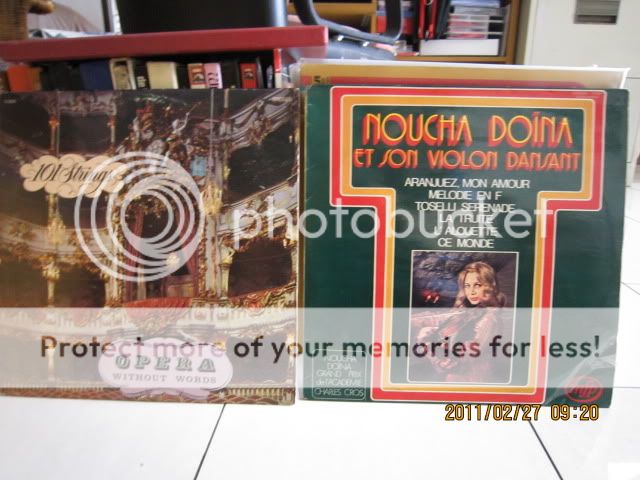 101 Strings
OPERA
WITHOUT WORDS
NOUCHA DOÏNA
ET SON VIOLON DANSANT
ARANJUEZ, MON AMOUR
MELODIE EN F
TOSELLI SERENADE
LA TRUITE
L'ALOUETTE
CE MONDE
NOUCHA
DOÏNA
GRAND PRIX
de l'ACADEMIE
CHARLES CROS
mfp
photobucket
Protect more of your memories for less!
2011/02/27 09:20